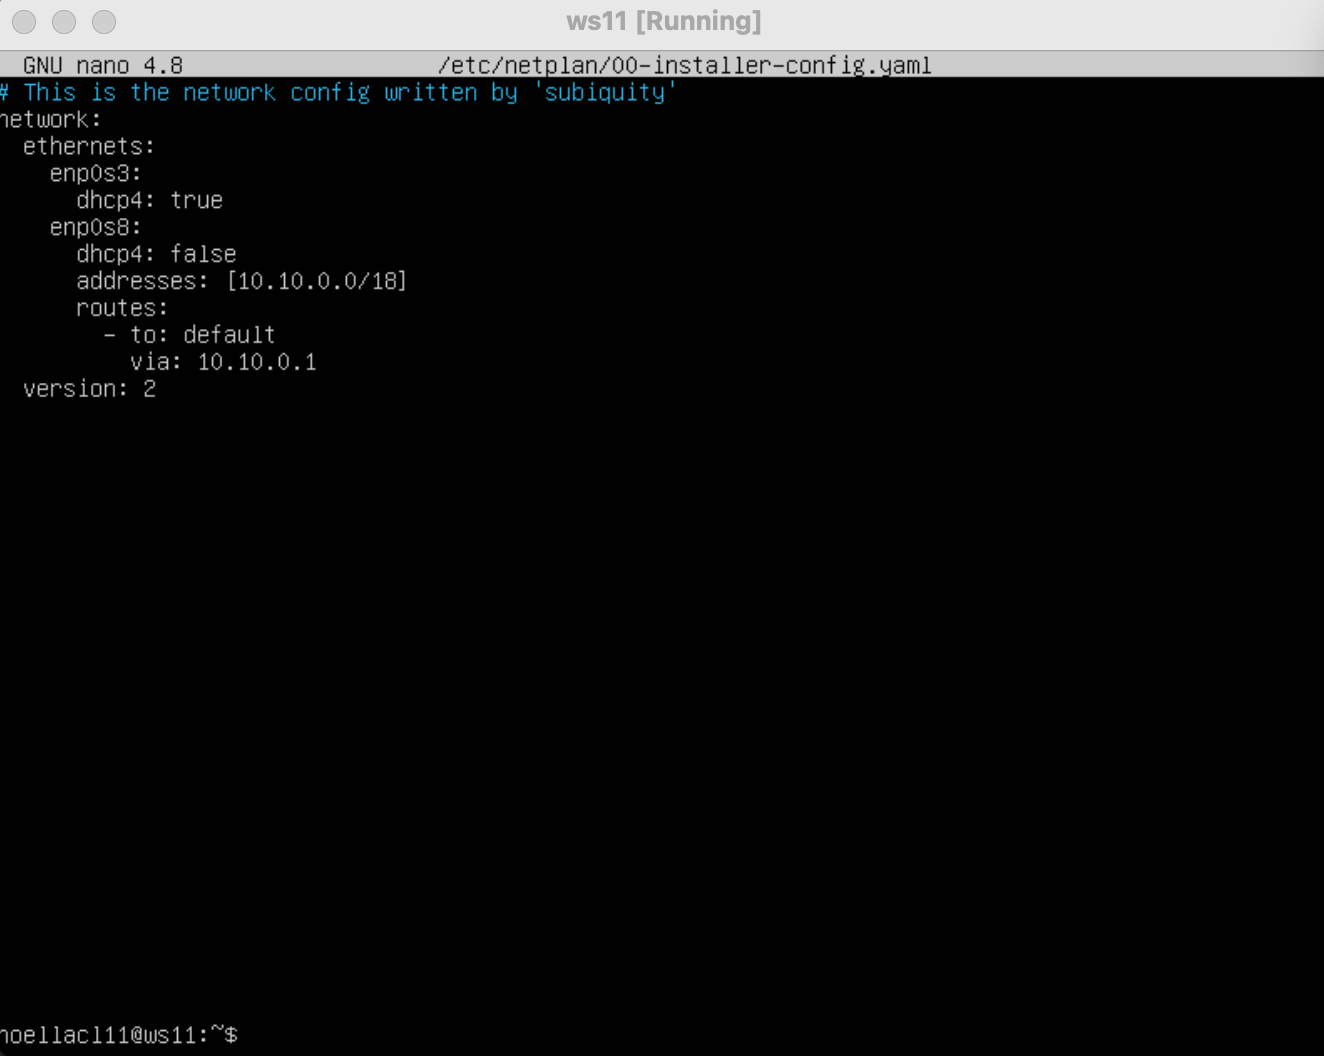 ws11 [Running]
GNU nano 4.8 /etc/netplan/00-installer-config.yaml
# This is the network config written by 'subiquity'
network:
  ethernets:
    enp0s3:
      dhcp4: true
    enp0s8:
      dhcp4: false
      addresses: [10.10.0.0/18]
      routes:
        - to: default
          via: 10.10.0.1
  version: 2
noellacl11@ws11:~$